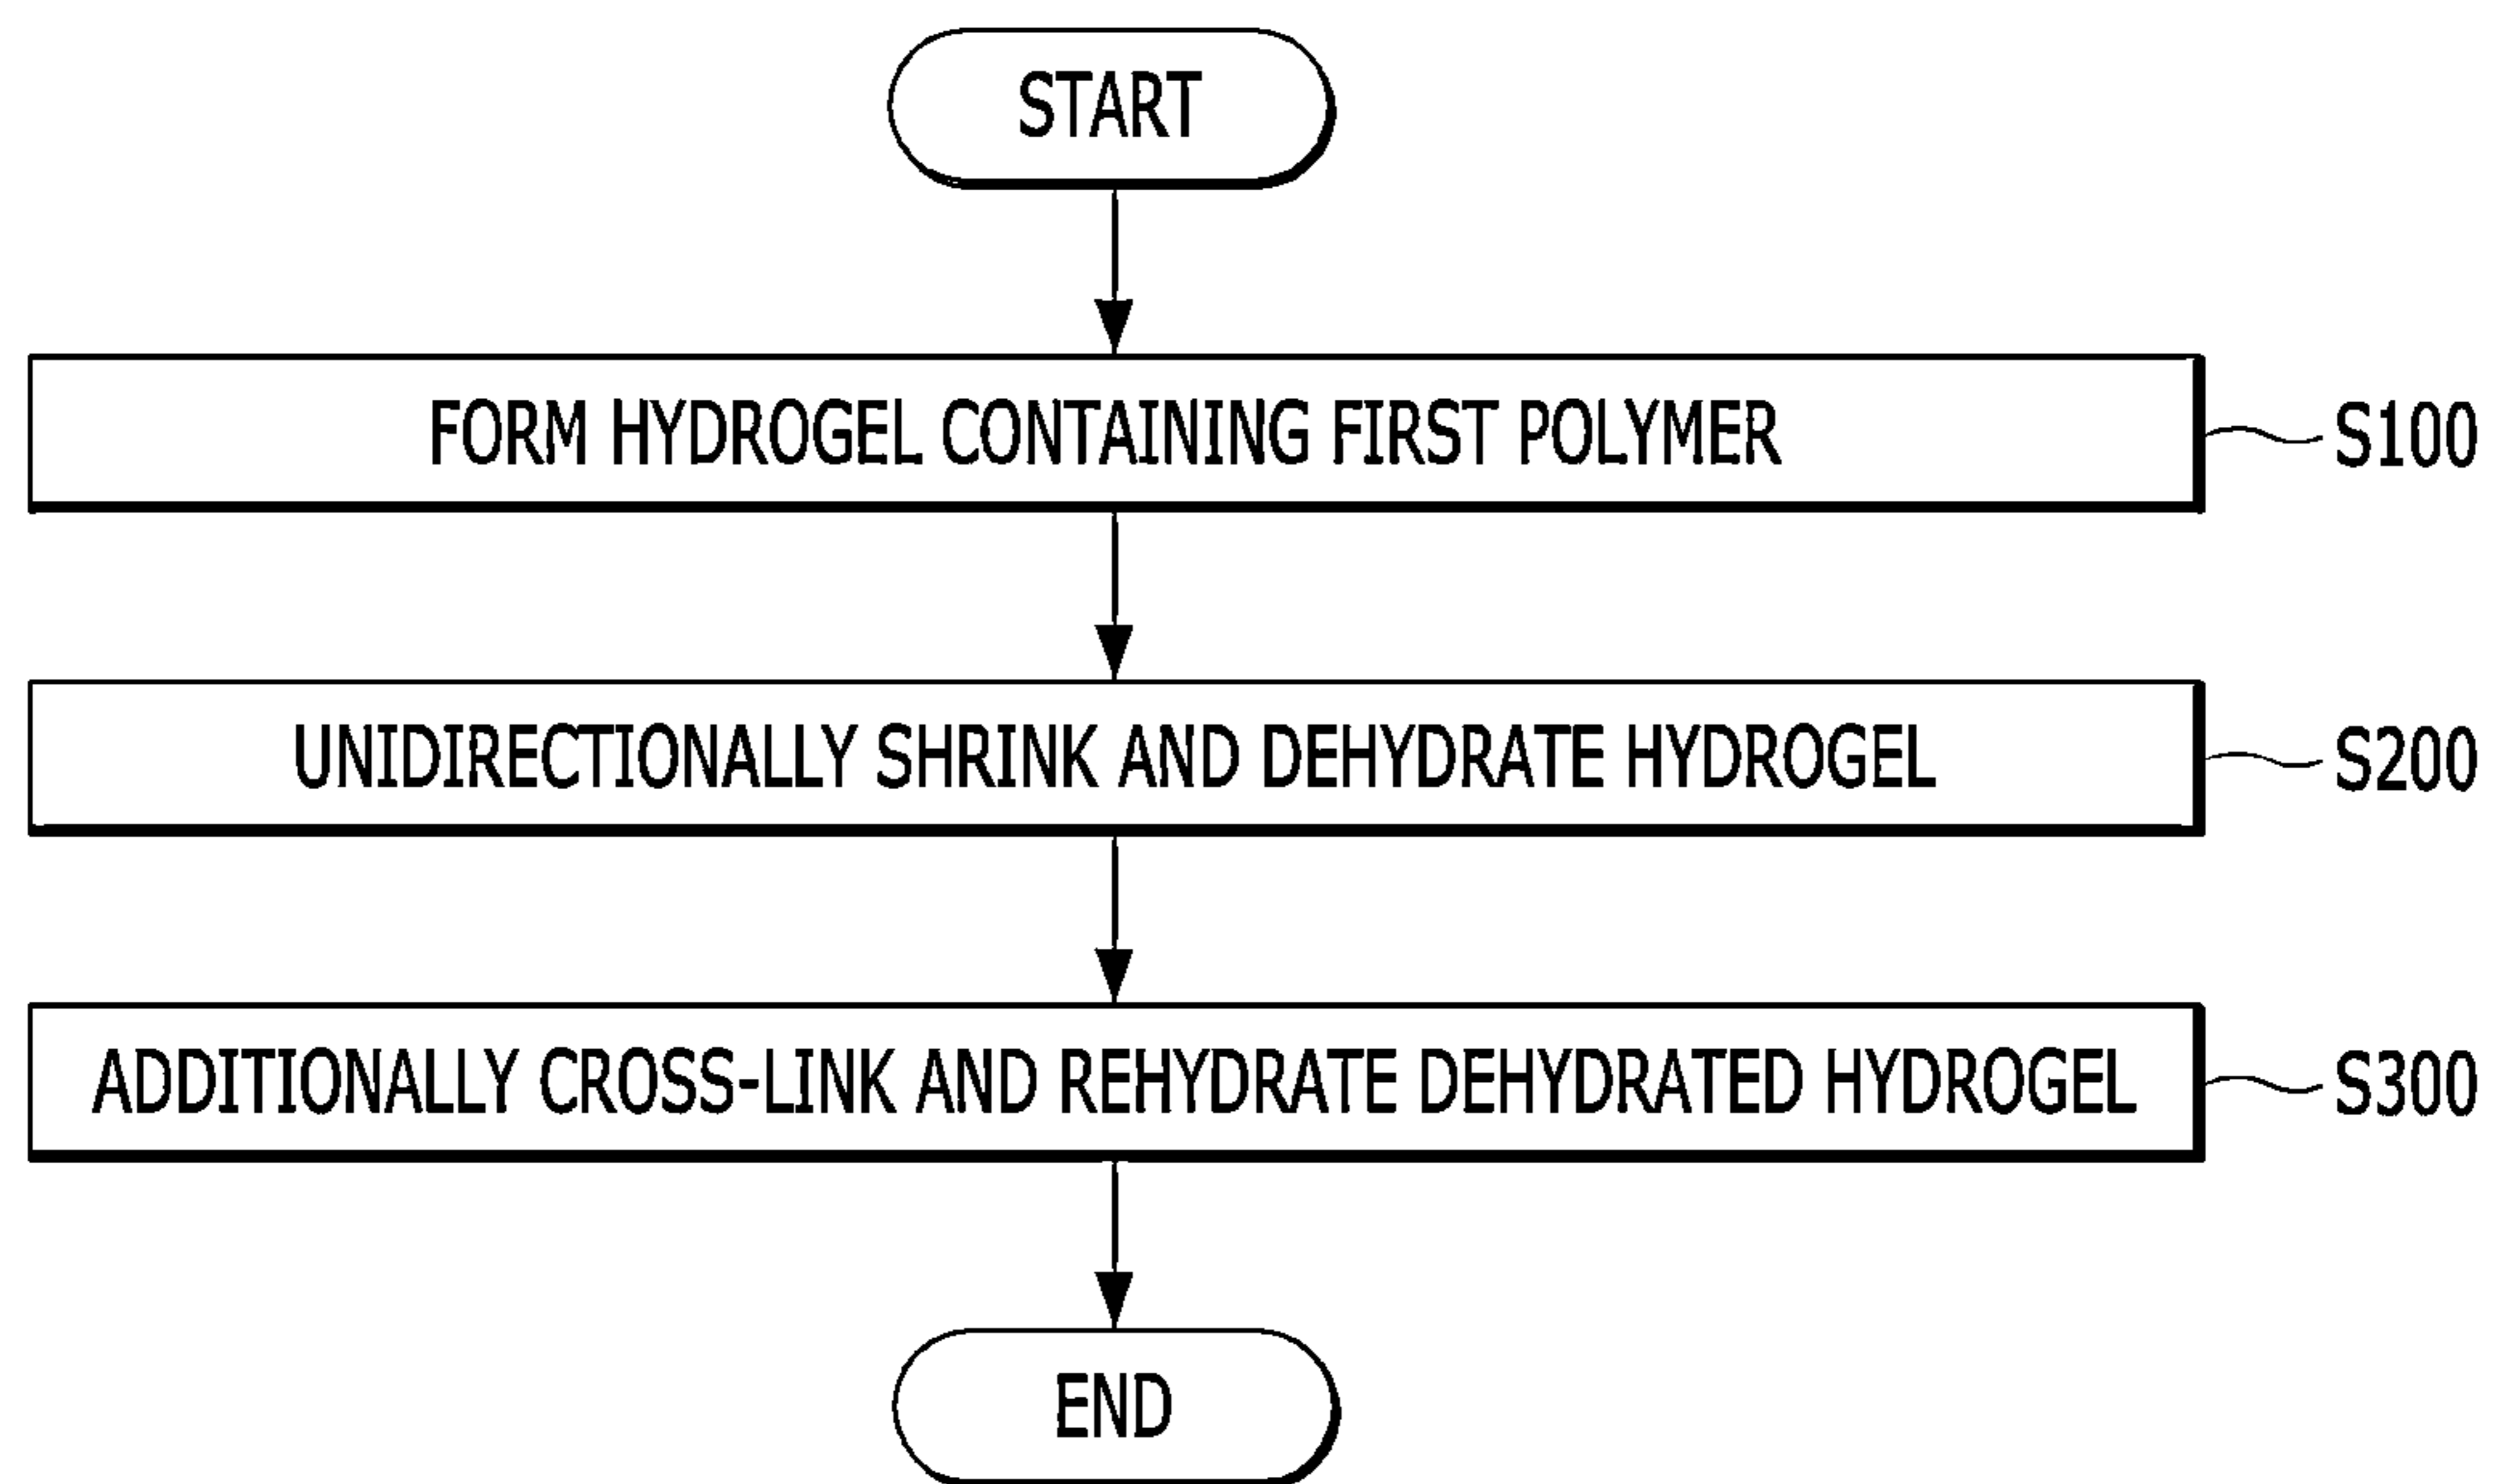 START
FORM HYDROGEL CONTAINING FIRST POLYMER
S100
UNIDIRECTIONALLY SHRINK AND DEHYDRATE HYDROGEL
S200
ADDITIONALLY CROSS-LINK AND REHYDRATE DEHYDRATED HYDROGEL
S300
END